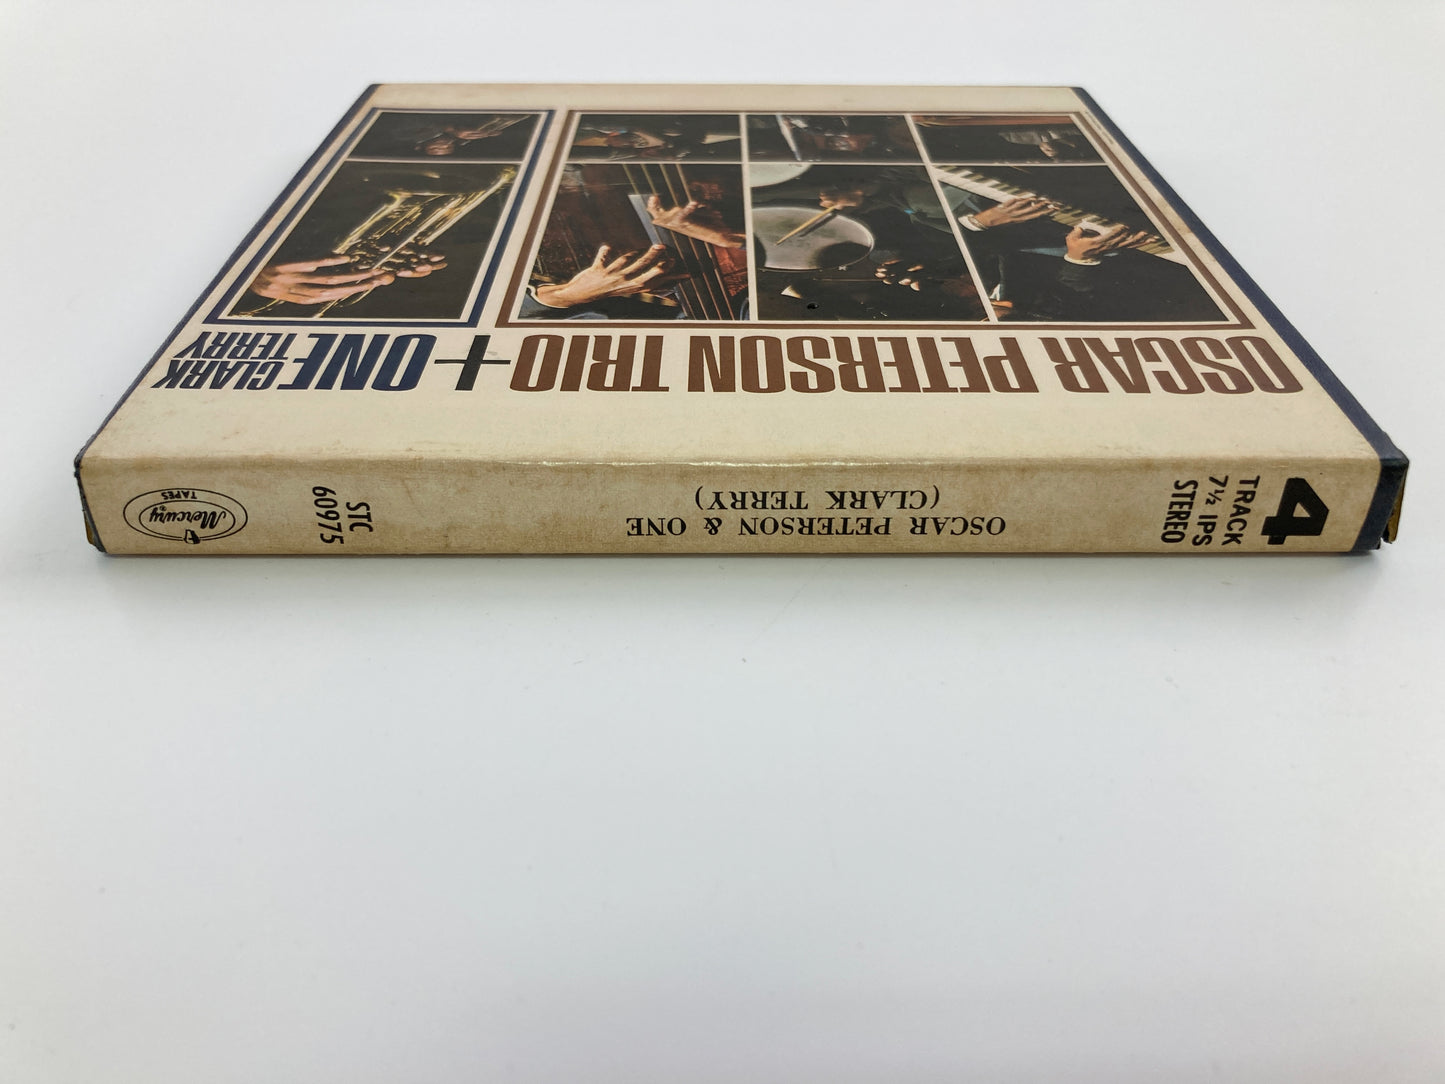 OSCAR PETERSON TRIO + ONE CLARK TERRY
4
TRACK
7½ IPS
STEREO
OSCAR PETERSON & ONE
(CLARK TERRY)
STC
60975
Mercury®
TAPES